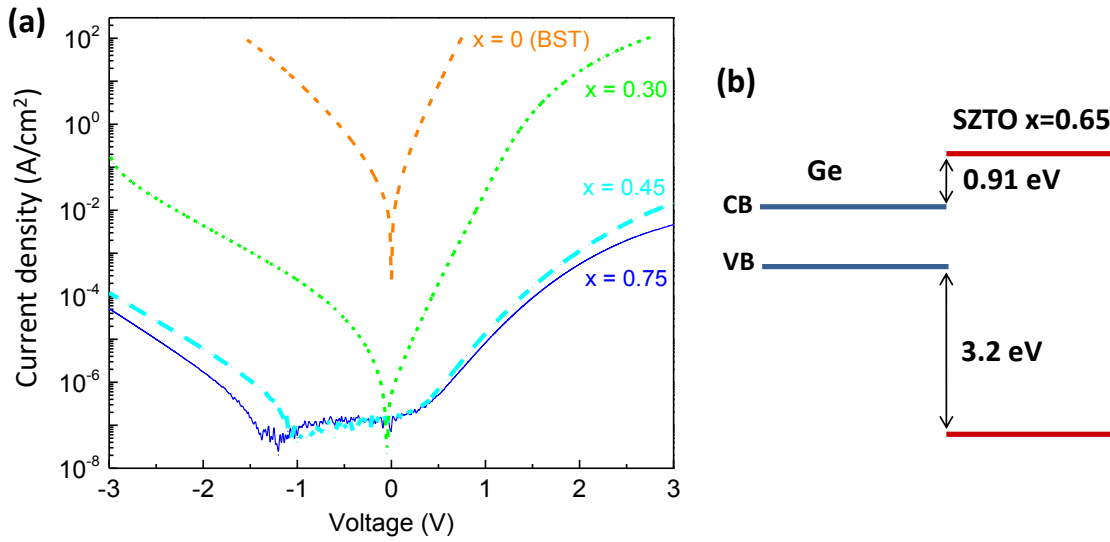 (a)
Current density (A/cm²)
10²
10⁰
10⁻²
10⁻⁴
10⁻⁶
10⁻⁸
x = 0 (BST)
x = 0.30
x = 0.45
x = 0.75
-3 -2 -1 0 1 2 3
Voltage (V)
(b)
SZTO x=0.65
Ge
0.91 eV
CB
VB
3.2 eV